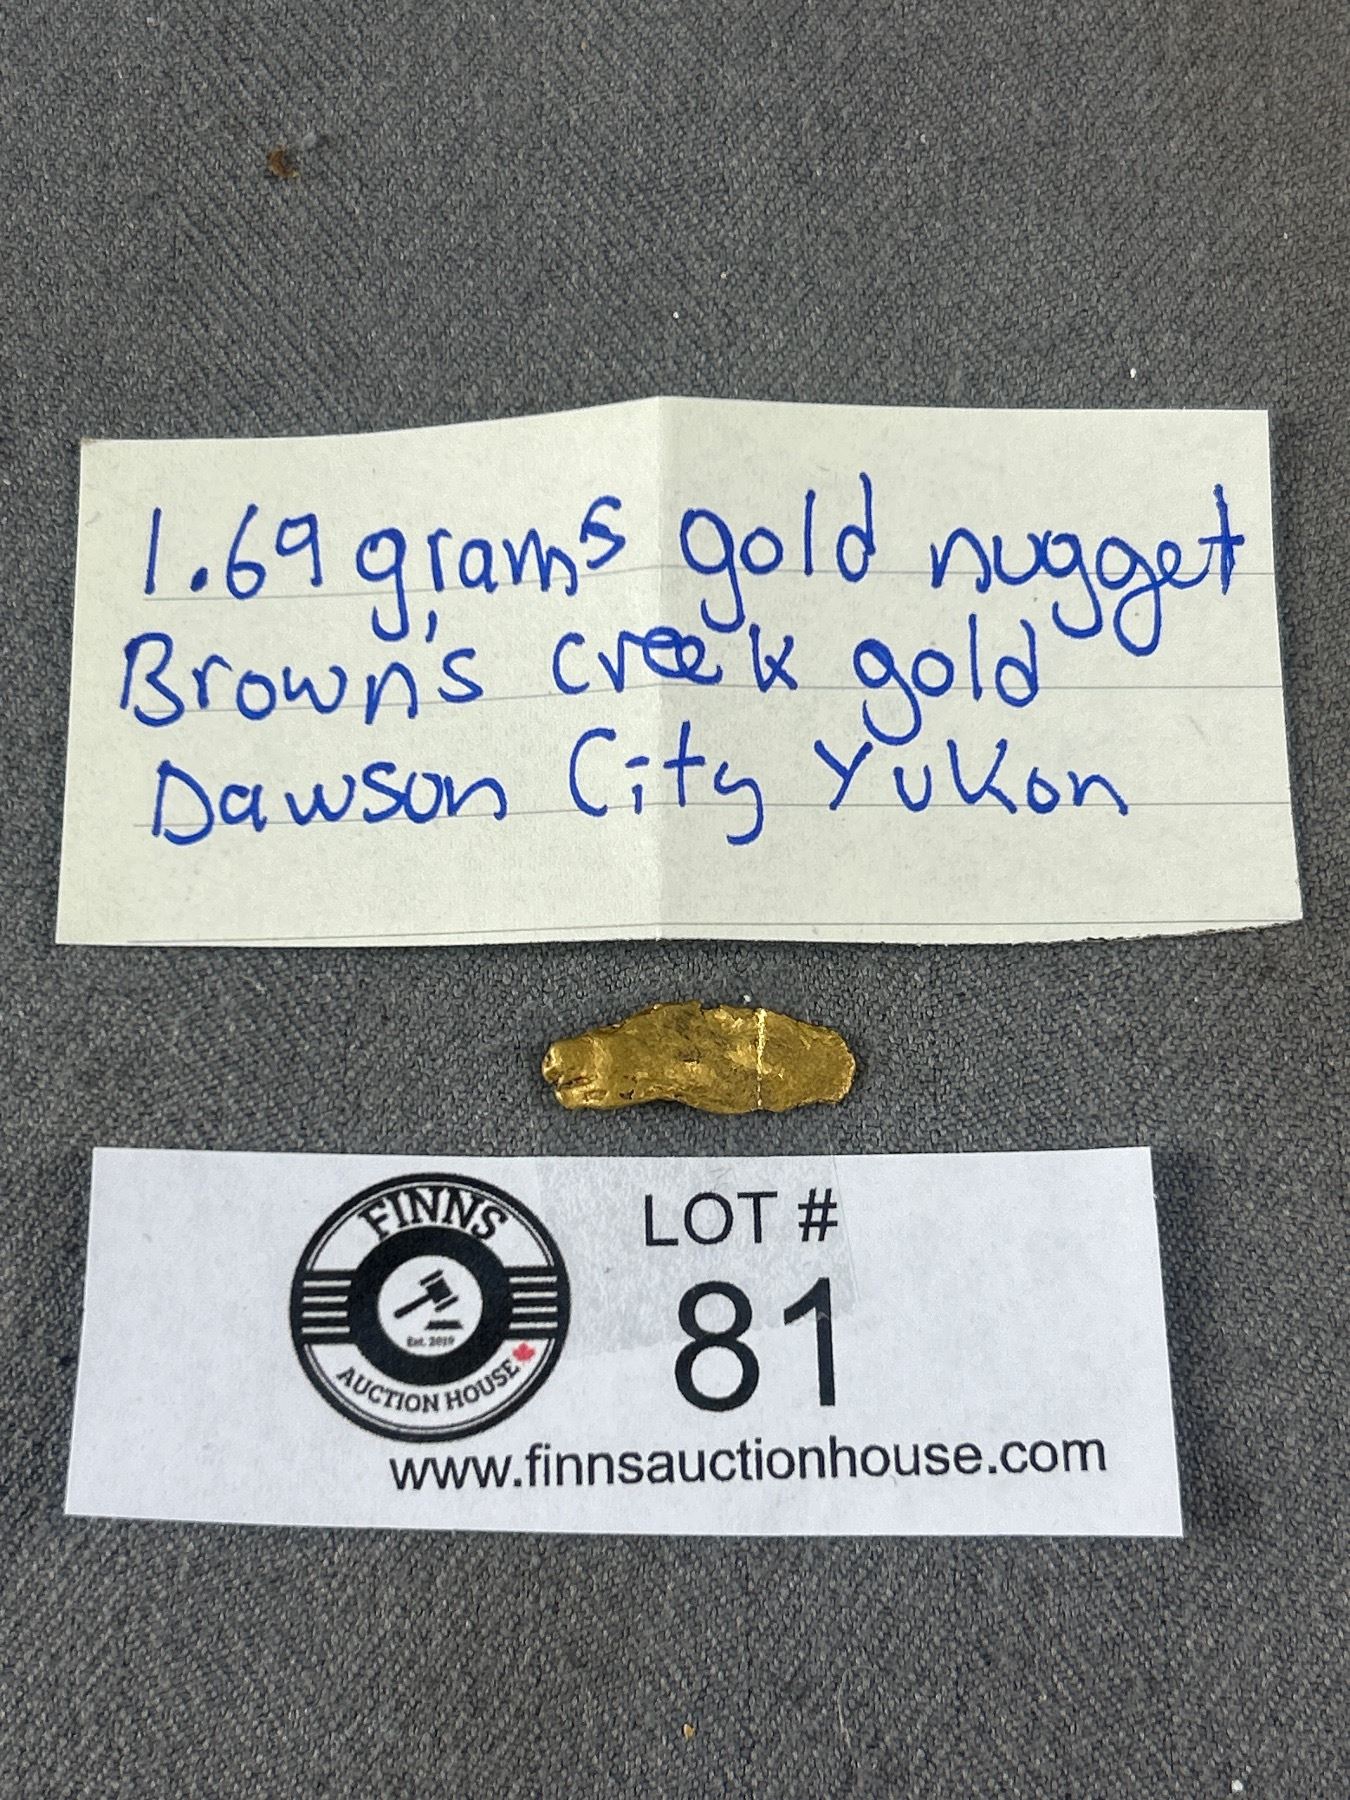 1.69 grams gold nugget
Brown's creek gold
Dawson City Yukon
FINNS
Est. 2019
AUCTION HOUSE
LOT #
81
www.finnsauctionhouse.com